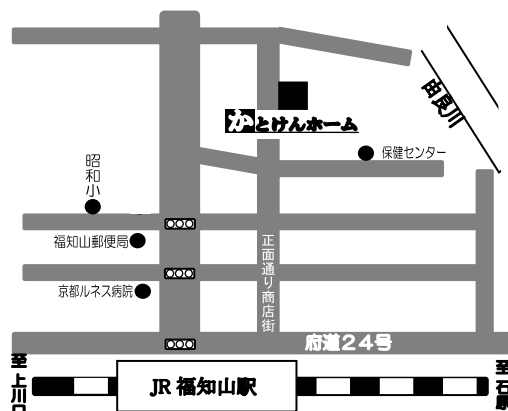 由良川
かとけんホーム
保健センター
昭和小
福知山郵便局
正面通り商店街
京都ルネス病院
府道24号
至上川口
JR 福知山駅
至石原